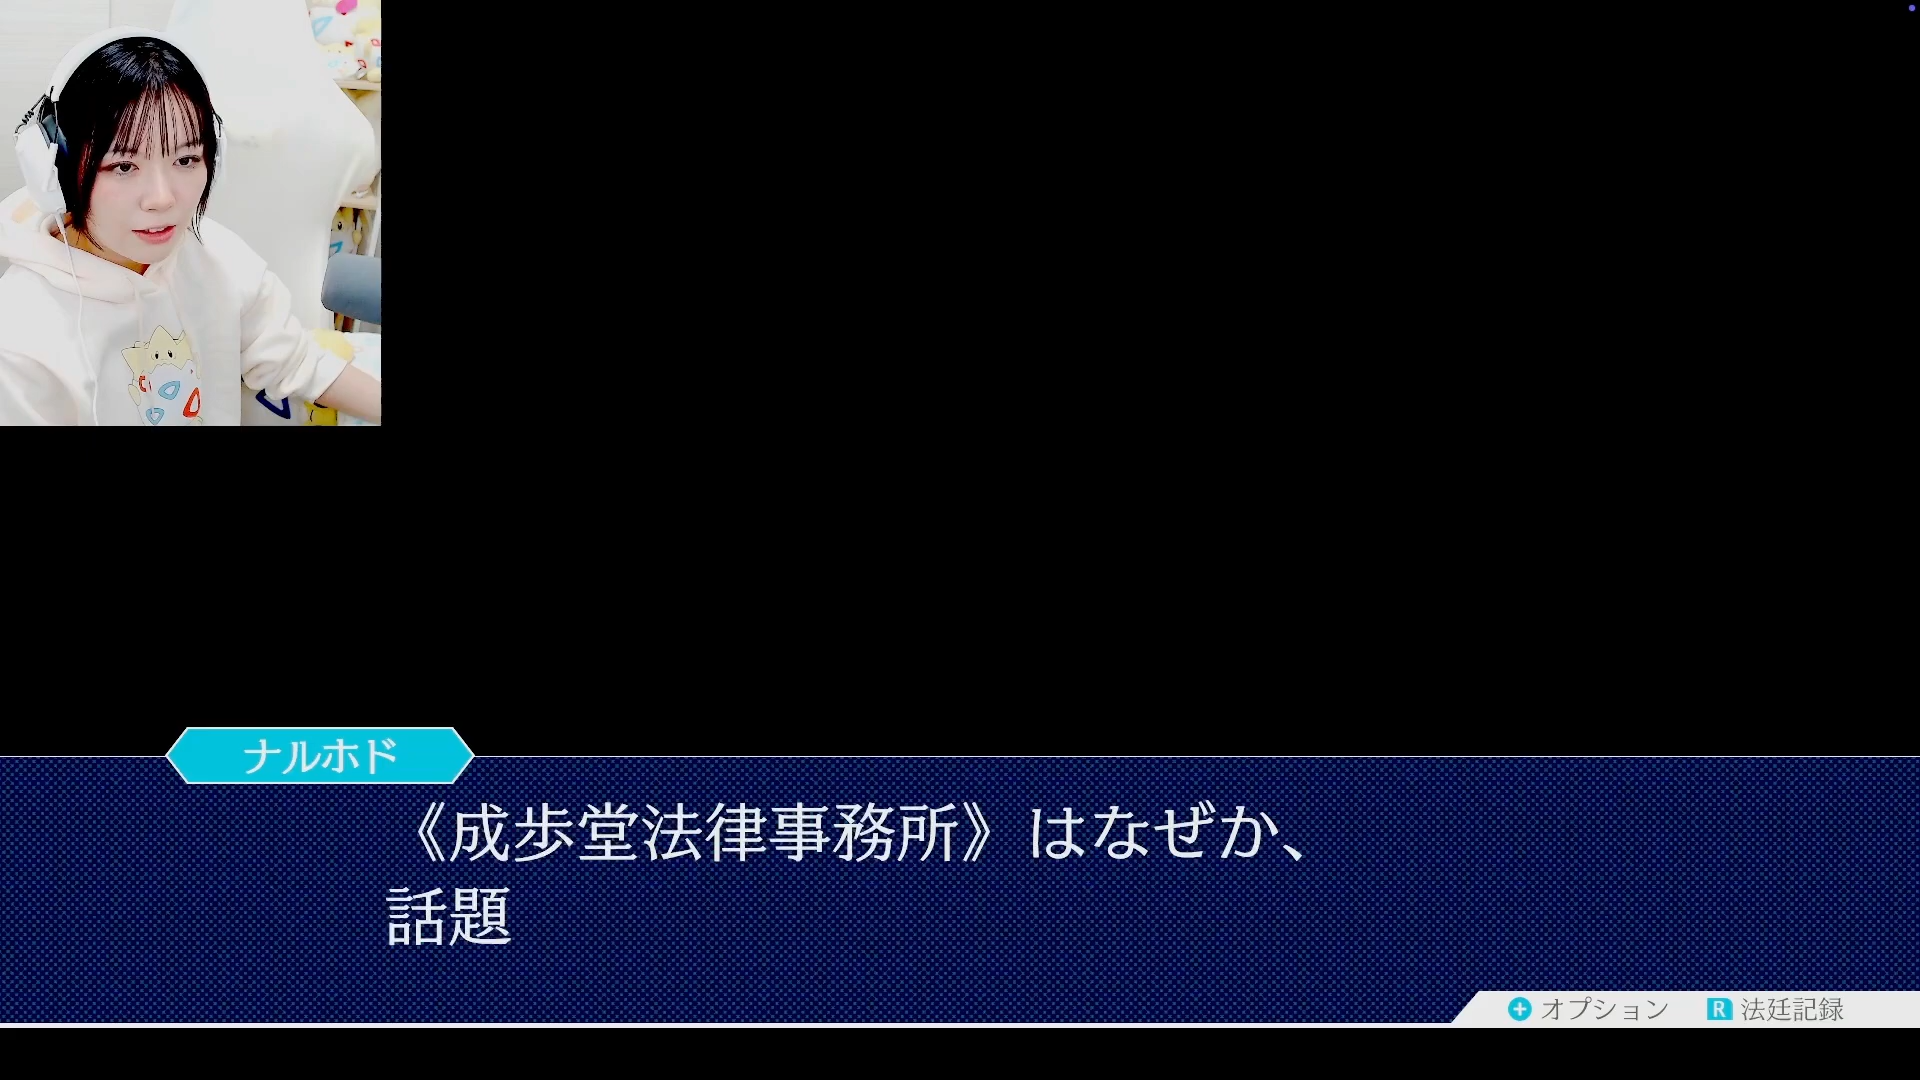 ナルホド
《成歩堂法律事務所》はなぜか、
話題
オプション
R 法廷記録